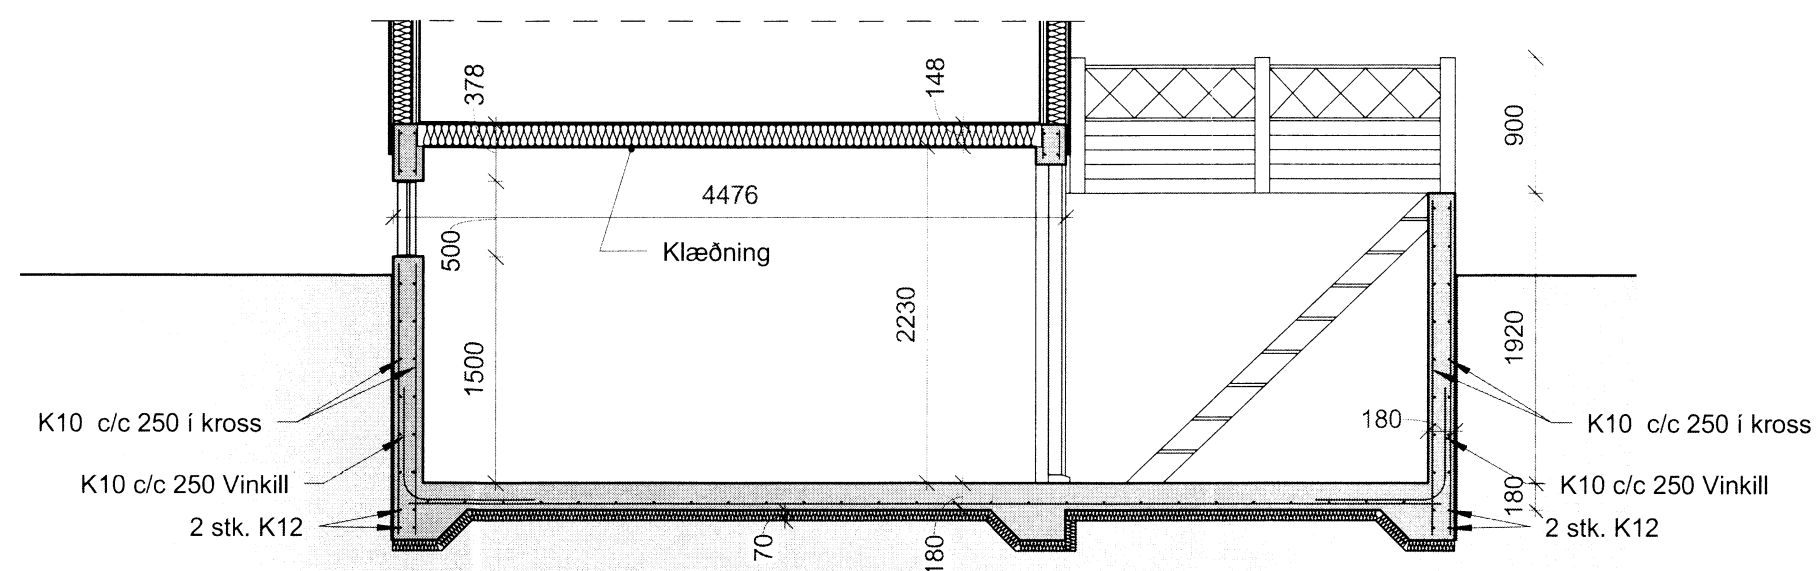 378
148
900
4476
500
Klæðning
2230
1920
1500
180
K10 c/c 250 í kross
K10 c/c 250 í kross
K10 c/c 250 Vinkill
K10 c/c 250 Vinkill
180
2 stk. K12
2 stk. K12
70
180